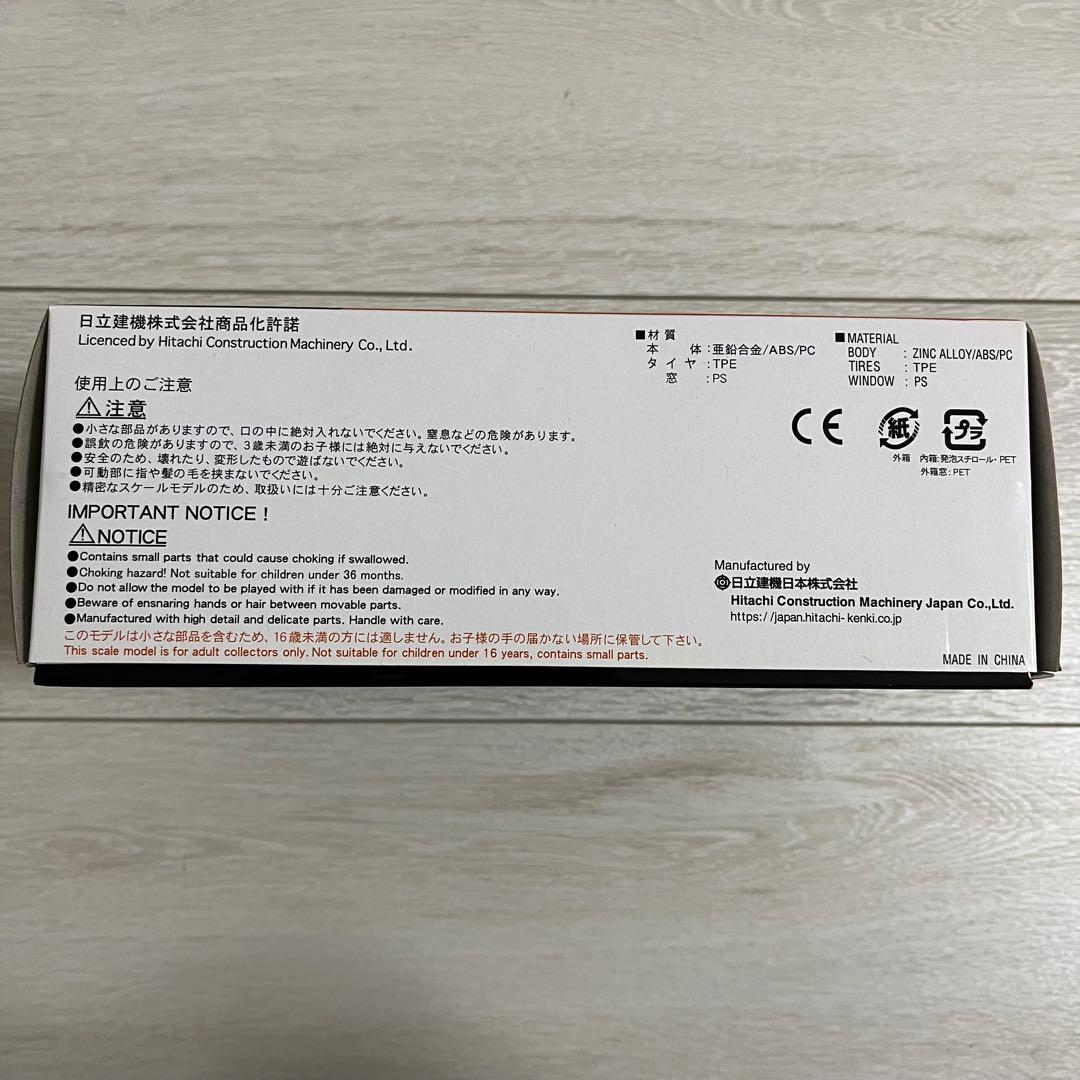 日立建機株式会社商品化許諾
Licenced by Hitachi Construction Machinery Co., Ltd.
使用上のご注意
⚠注意
●小さな部品がありますので、口の中に絶対入れないでください。窒息などの危険があります。
●誤飲の危険がありますので、3歳未満のお子様には絶対に与えないでください。
●安全のため、壊れたり、変形したもので遊ばないでください。
●可動部に指や髪の毛を挟まないでください。
●精密なスケールモデルのため、取扱いには十分ご注意ください。
IMPORTANT NOTICE !
⚠NOTICE
●Contains small parts that could cause choking if swallowed.
●Choking hazard! Not suitable for children under 36 months.
●Do not allow the model to be played with if it has been damaged or modified in any way.
●Beware of ensnaring hands or hair between movable parts.
●Manufactured with high detail and delicate parts. Handle with care.
このモデルは小さな部品を含むため、16歳未満の方には適しません。お子様の手の届かない場所に保管して下さい。
This scale model is for adult collectors only. Not suitable for children under 16 years, contains small parts.
■材質
本体:亜鉛合金/ABS/PC
タイヤ:TPE
窓:PS
■MATERIAL
BODY : ZINC ALLOY/ABS/PC
TIRES : TPE
WINDOW : PS
CE
紙
外箱
プラ
内箱:発泡スチロール・PET
外箱窓:PET
Manufactured by
日立建機日本株式会社
Hitachi Construction Machinery Japan Co.,Ltd.
https://japan.hitachi-kenki.co.jp
MADE IN CHINA